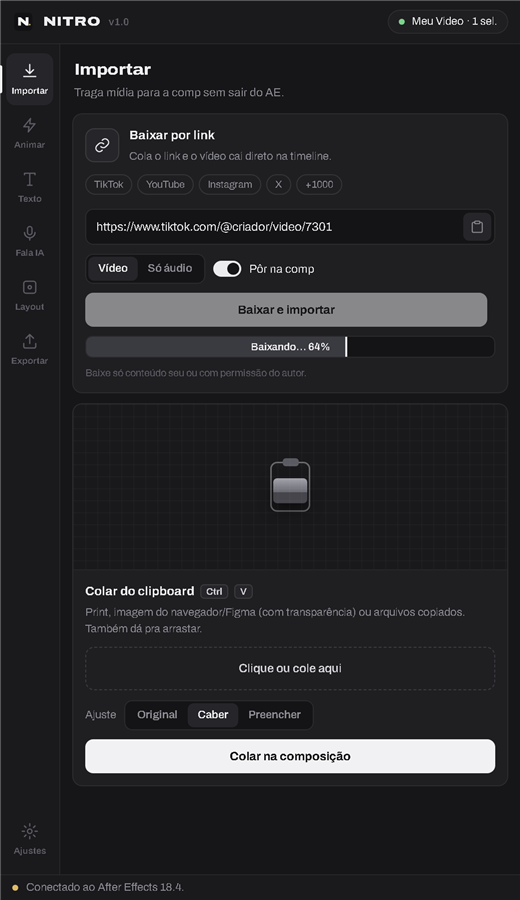 N. NITRO v1.0
Meu Video · 1 sel.
Importar
Animar
Texto
Fala IA
Layout
Exportar
Ajustes
Importar
Traga mídia para a comp sem sair do AE.
Baixar por link
Cola o link e o vídeo cai direto na timeline.
TikTok YouTube Instagram X +1000
https://www.tiktok.com/@criador/video/7301
Vídeo Só áudio Pôr na comp
Baixar e importar
Baixando... 64%
Baixe só conteúdo seu ou com permissão do autor.
Colar do clipboard Ctrl V
Print, imagem do navegador/Figma (com transparência) ou arquivos copiados.
Também dá pra arrastar.
Clique ou cole aqui
Ajuste Original Caber Preencher
Colar na composição
Conectado ao After Effects 18.4.